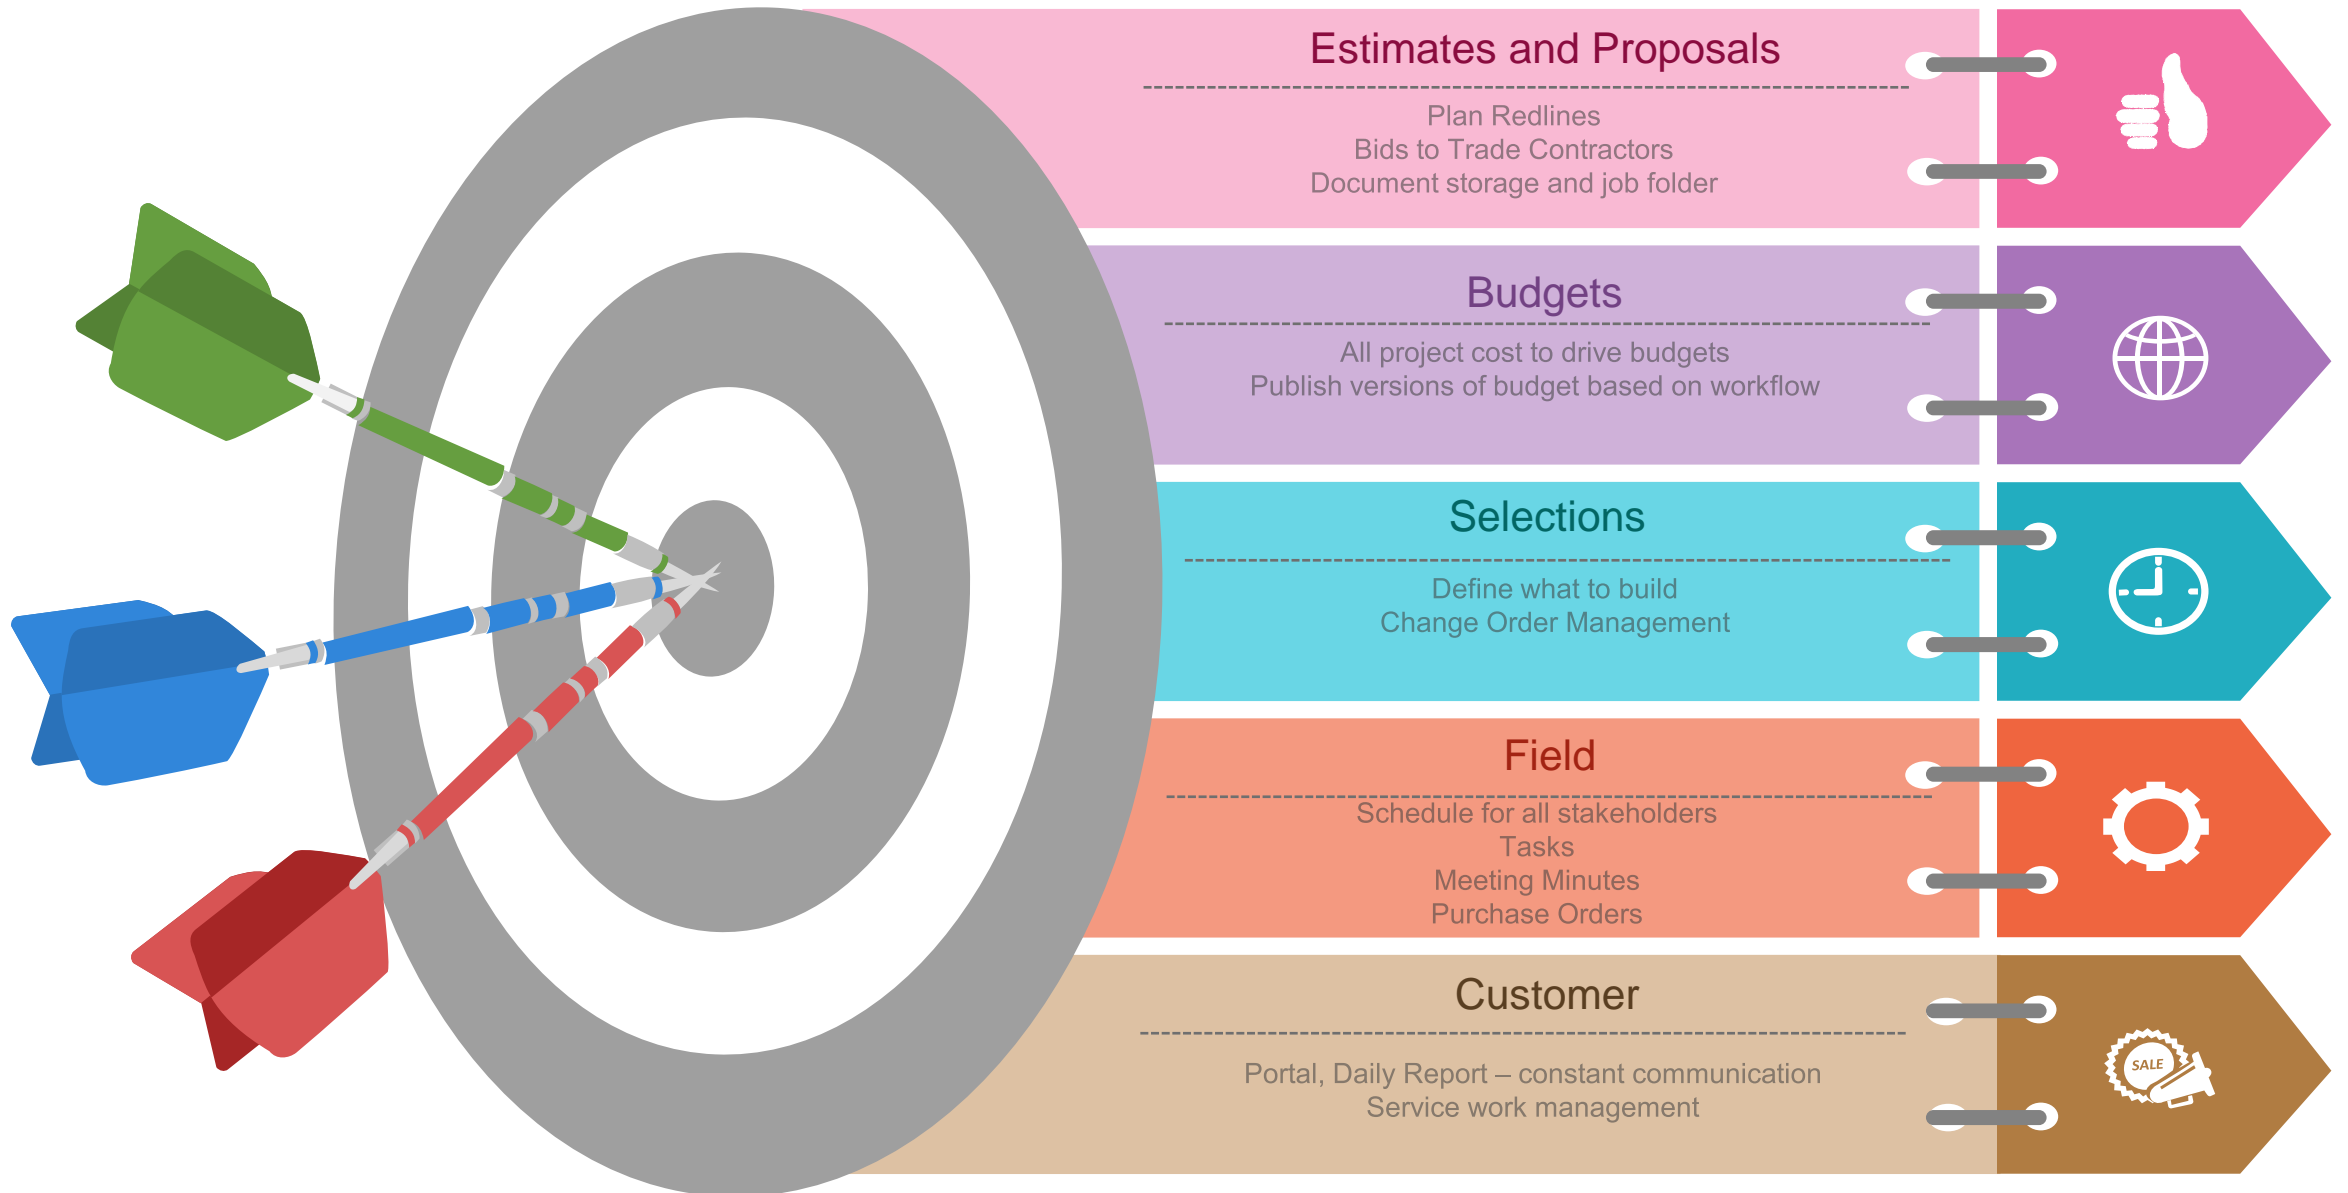 Estimates and Proposals
Plan Redlines
Bids to Trade Contractors
Document storage and job folder
Budgets
All project cost to drive budgets
Publish versions of budget based on workflow
Selections
Define what to build
Change Order Management
Field
Schedule for all stakeholders
Tasks
Meeting Minutes
Purchase Orders
Customer
Portal, Daily Report – constant communication
Service work management
SALE